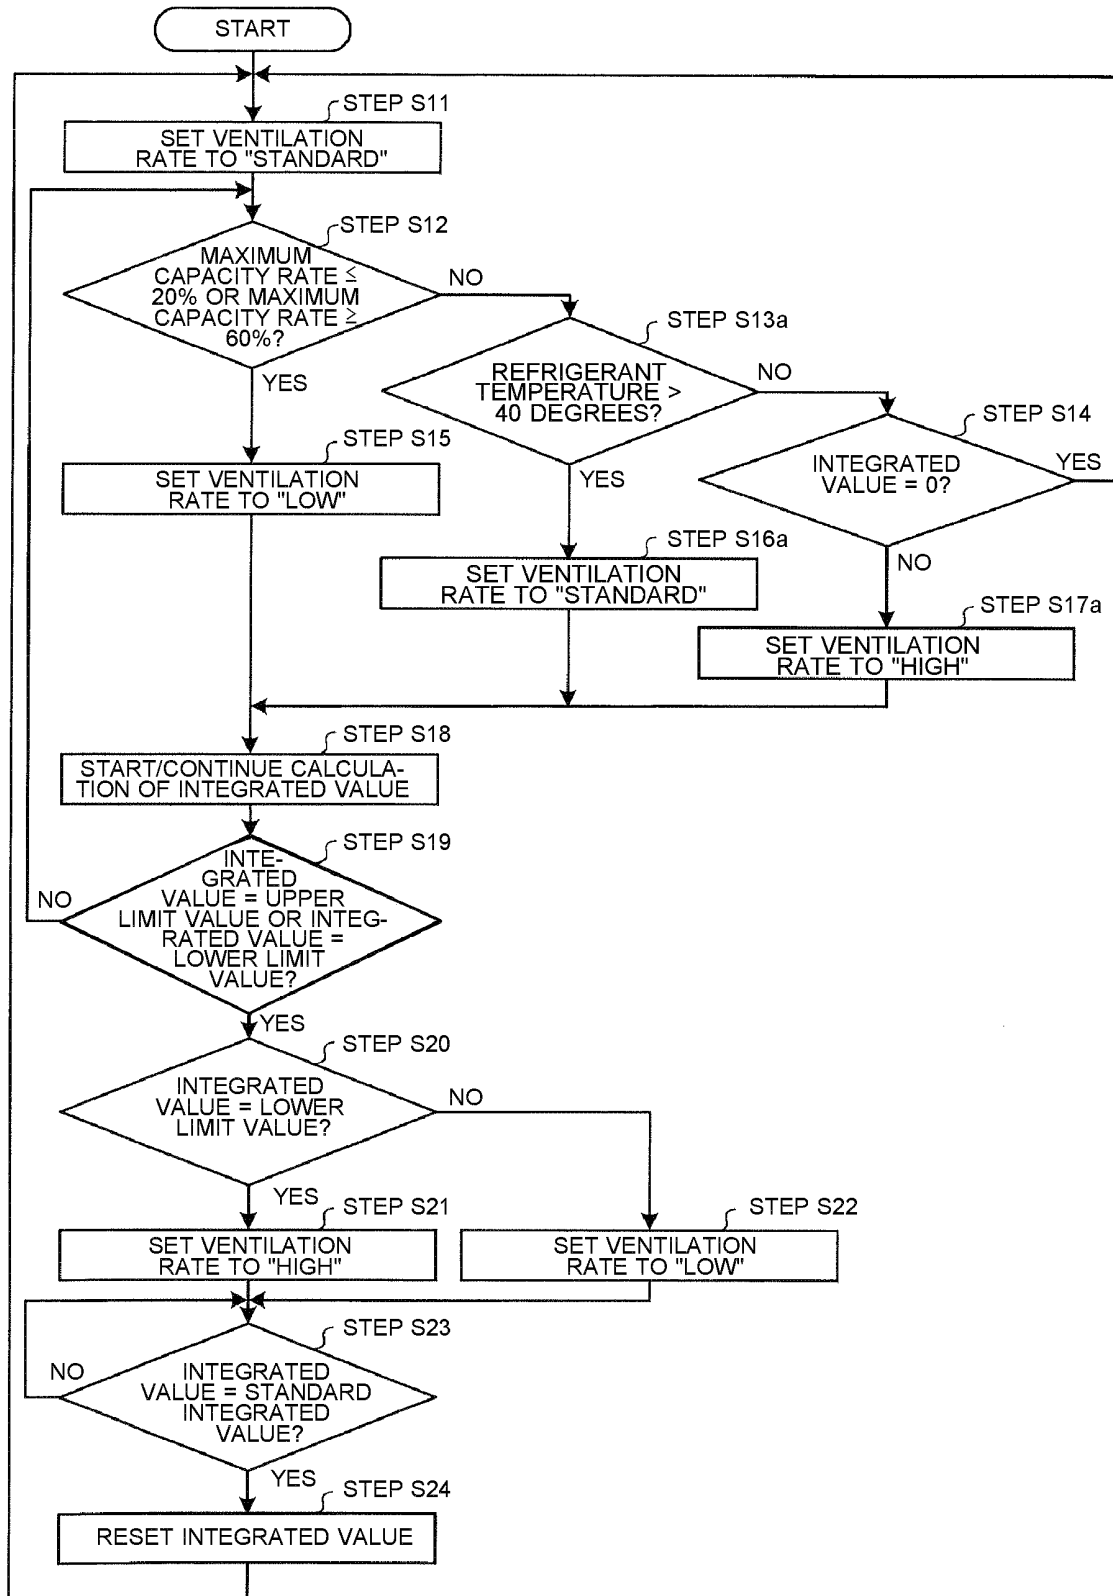 START
STEP S11
SET VENTILATION
RATE TO "STANDARD"
STEP S12
MAXIMUM
CAPACITY RATE ≦
20% OR MAXIMUM
CAPACITY RATE ≧
60%?
NO
YES
STEP S13a
REFRIGERANT
TEMPERATURE >
40 DEGREES?
NO
YES
STEP S14
INTEGRATED
VALUE = 0?
YES
NO
STEP S15
SET VENTILATION
RATE TO "LOW"
STEP S16a
SET VENTILATION
RATE TO "STANDARD"
STEP S17a
SET VENTILATION
RATE TO "HIGH"
STEP S18
START/CONTINUE CALCULA-
TION OF INTEGRATED VALUE
STEP S19
INTE-
GRATED
VALUE = UPPER
LIMIT VALUE OR INTEG-
RATED VALUE =
LOWER LIMIT
VALUE?
NO
YES
STEP S20
INTEGRATED
VALUE = LOWER
LIMIT VALUE?
NO
YES
STEP S21
SET VENTILATION
RATE TO "HIGH"
STEP S22
SET VENTILATION
RATE TO "LOW"
STEP S23
INTEGRATED
VALUE = STANDARD
INTEGRATED
VALUE?
NO
YES
STEP S24
RESET INTEGRATED VALUE